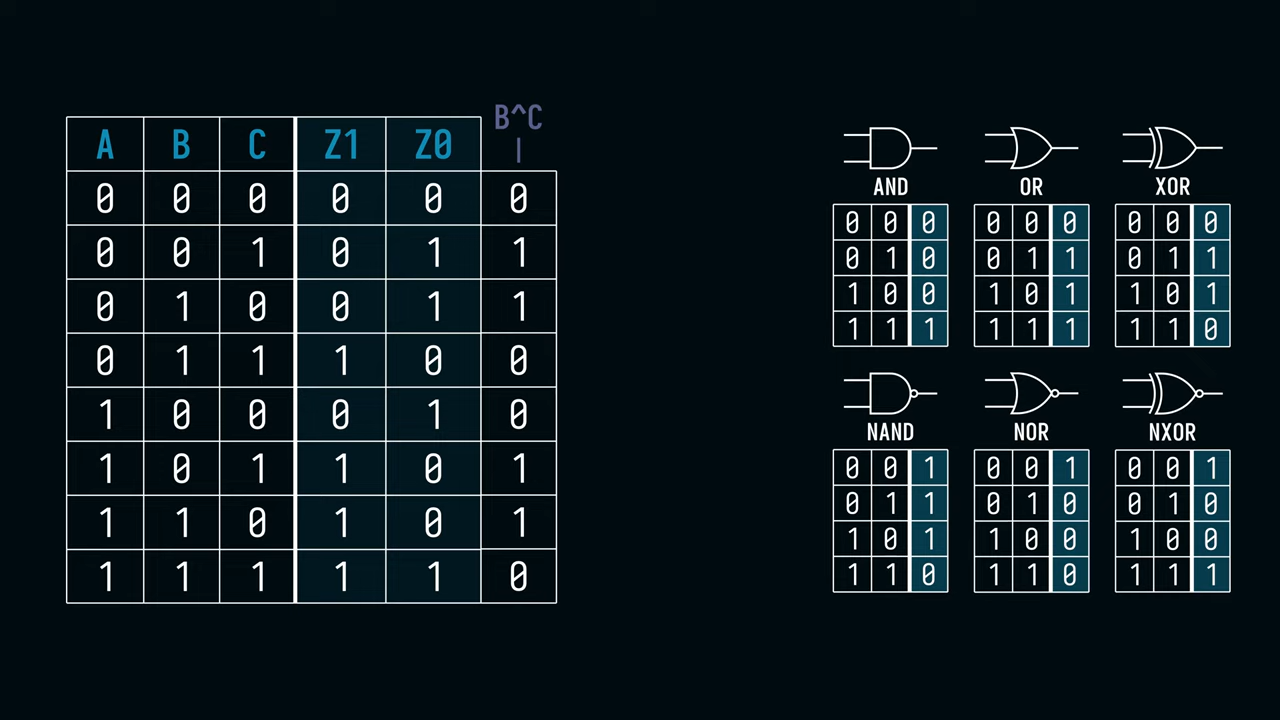 B^C
|
A B C Z1 Z0
0 0 0 0 0 0
0 0 1 0 1 1
0 1 0 0 1 1
0 1 1 1 0 0
1 0 0 0 1 0
1 0 1 1 0 1
1 1 0 1 0 1
1 1 1 1 1 0
AND
0 0 0
0 1 0
1 0 0
1 1 1
OR
0 0 0
0 1 1
1 0 1
1 1 1
XOR
0 0 0
0 1 1
1 0 1
1 1 0
NAND
0 0 1
0 1 1
1 0 1
1 1 0
NOR
0 0 1
0 1 0
1 0 0
1 1 0
NXOR
0 0 1
0 1 0
1 0 0
1 1 1